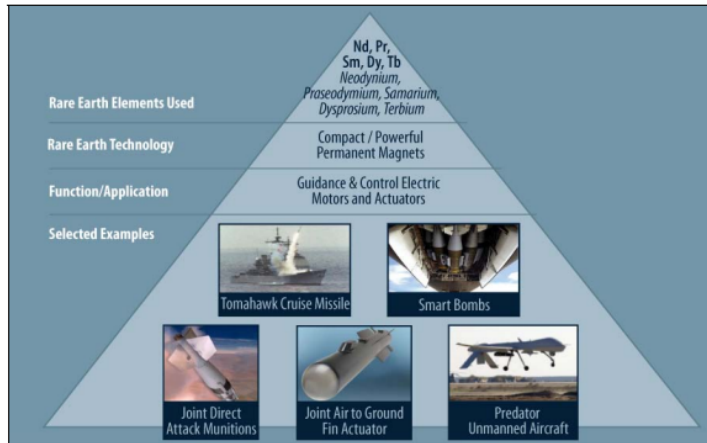 Nd, Pr,
Sm, Dy, Tb
Neodynium,
Praseodymium, Samarium,
Dysprosium, Terbium
Rare Earth Elements Used
Rare Earth Technology
Compact / Powerful
Permanent Magnets
Function/Application
Guidance & Control Electric
Motors and Actuators
Selected Examples
Tomahawk Cruise Missile
Smart Bombs
Joint Direct
Attack Munitions
Joint Air to Ground
Fin Actuator
Predator
Unmanned Aircraft